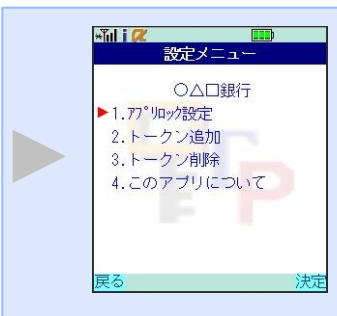 設定メニュー
○△□銀行
1.ｱﾌﾟﾘﾛｯｸ設定
2.トークン追加
3.トークン削除
4.このアプリについて
戻る 決定